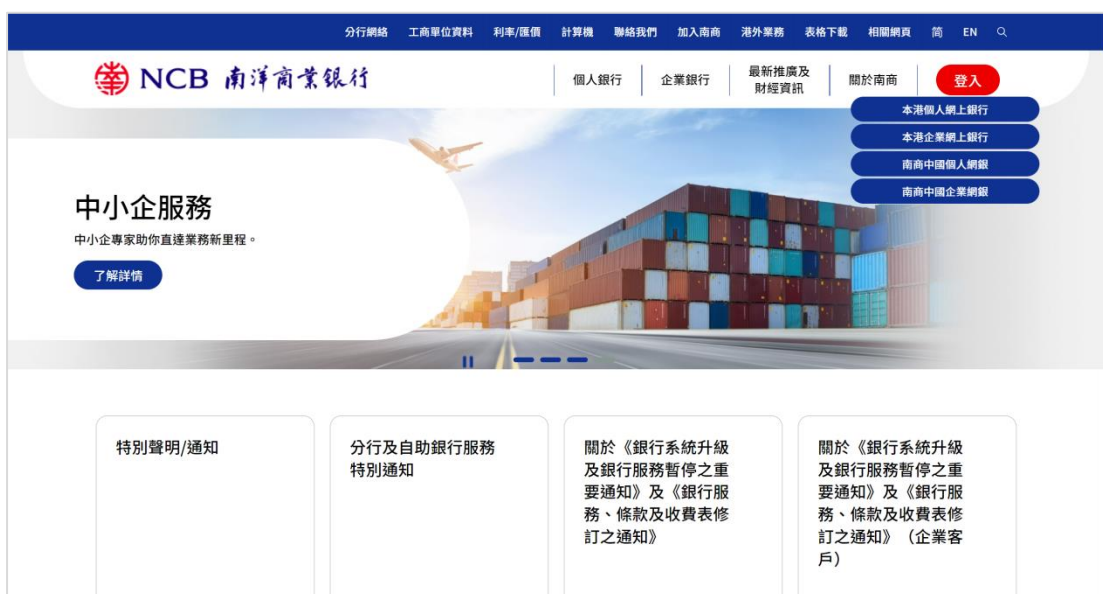 分行網絡 工商單位資料 利率/匯價 計算機 聯絡我們 加入南商 港外業務 表格下載 相關網頁 简 EN
NCB 南洋商業銀行
個人銀行 企業銀行 最新推廣及 關於南商 登入
財經資訊
本港個人網上銀行
本港企業網上銀行
南商中國個人網銀
南商中國企業網銀
中小企服務
中小企專家助你直達業務新里程。
了解詳情
特別聲明/通知
分行及自助銀行服務
特別通知
關於《銀行系統升級
及銀行服務暫停之重
要通知》及《銀行服
務、條款及收費表修
訂之通知》
關於《銀行系統升級
及銀行服務暫停之重
要通知》及《銀行服
務、條款及收費表修
訂之通知》（企業客
戶）